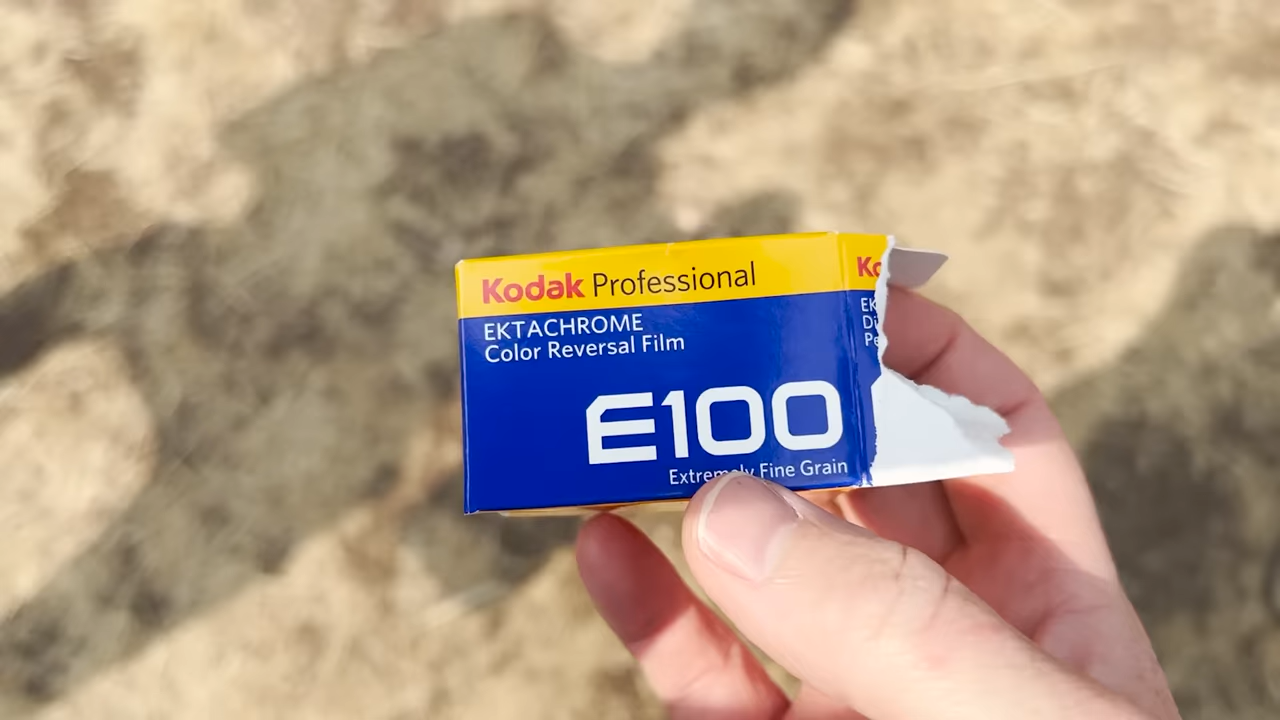 Kodak Professional
EKTACHROME
Color Reversal Film
E100
Extremely Fine Grain